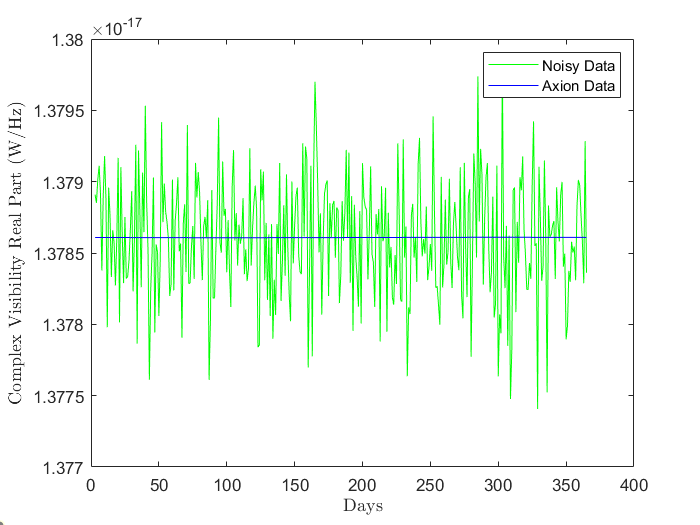 ×10-17
1.38
1.3795
1.379
1.3785
1.378
1.3775
1.377
Complex Visibility Real Part (W/Hz)
Noisy Data
Axion Data
0 50 100 150 200 250 300 350 400
Days